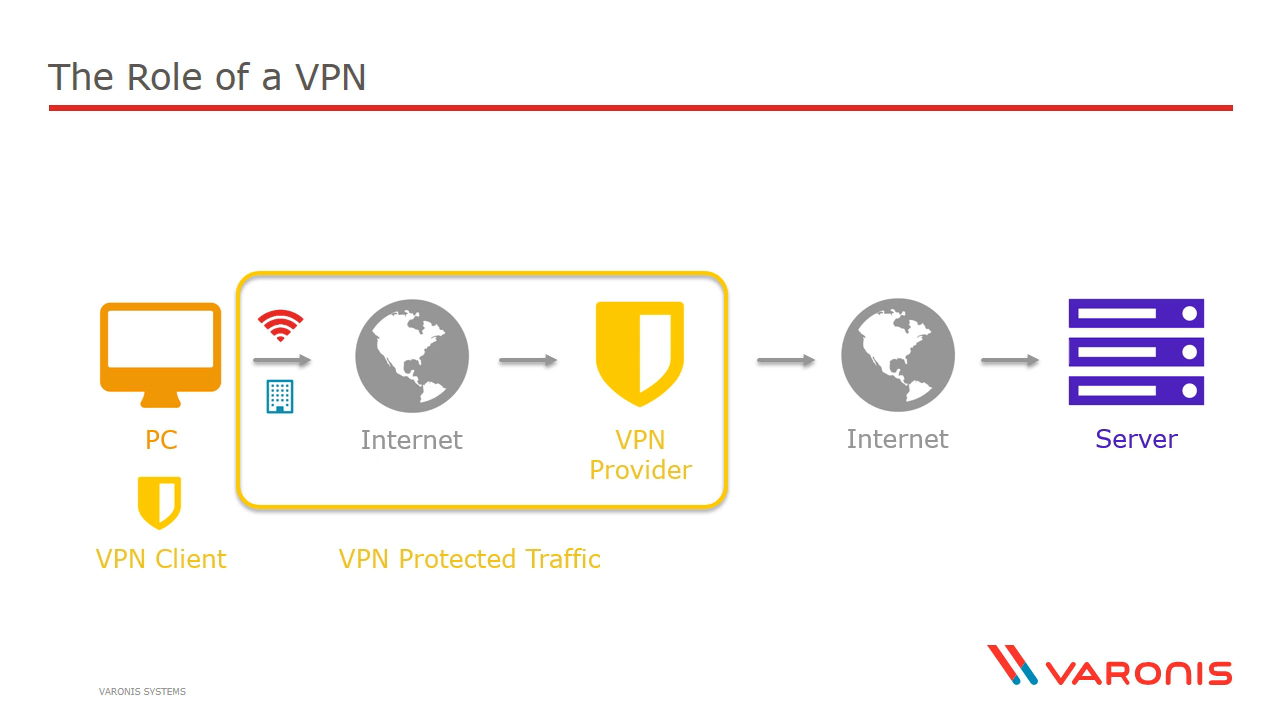 The Role of a VPN
PC
Internet
VPN
Provider
Internet
Server
VPN Client
VPN Protected Traffic
VARONIS SYSTEMS
VARONIS